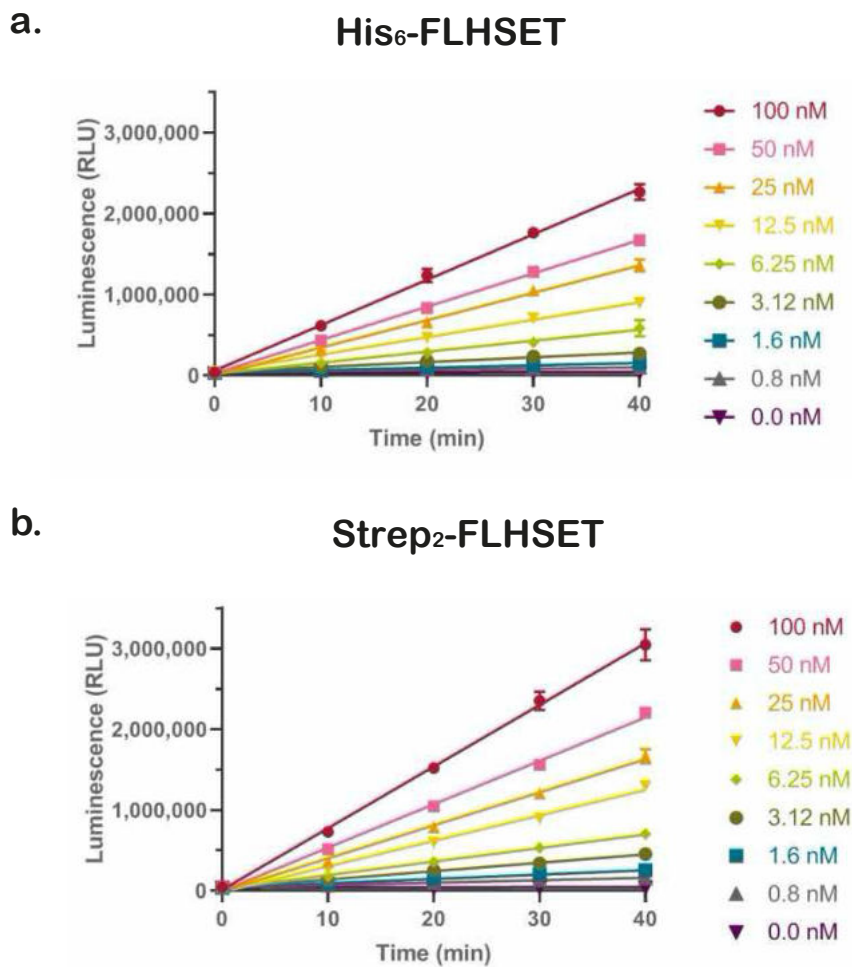 a.
His₆-FLHSET
Luminescence (RLU)
3,000,000
2,000,000
1,000,000
0
0 10 20 30 40
Time (min)
100 nM
50 nM
25 nM
12.5 nM
6.25 nM
3.12 nM
1.6 nM
0.8 nM
0.0 nM
b.
Strep₂-FLHSET
Luminescence (RLU)
3,000,000
2,000,000
1,000,000
0
0 10 20 30 40
Time (min)
100 nM
50 nM
25 nM
12.5 nM
6.25 nM
3.12 nM
1.6 nM
0.8 nM
0.0 nM